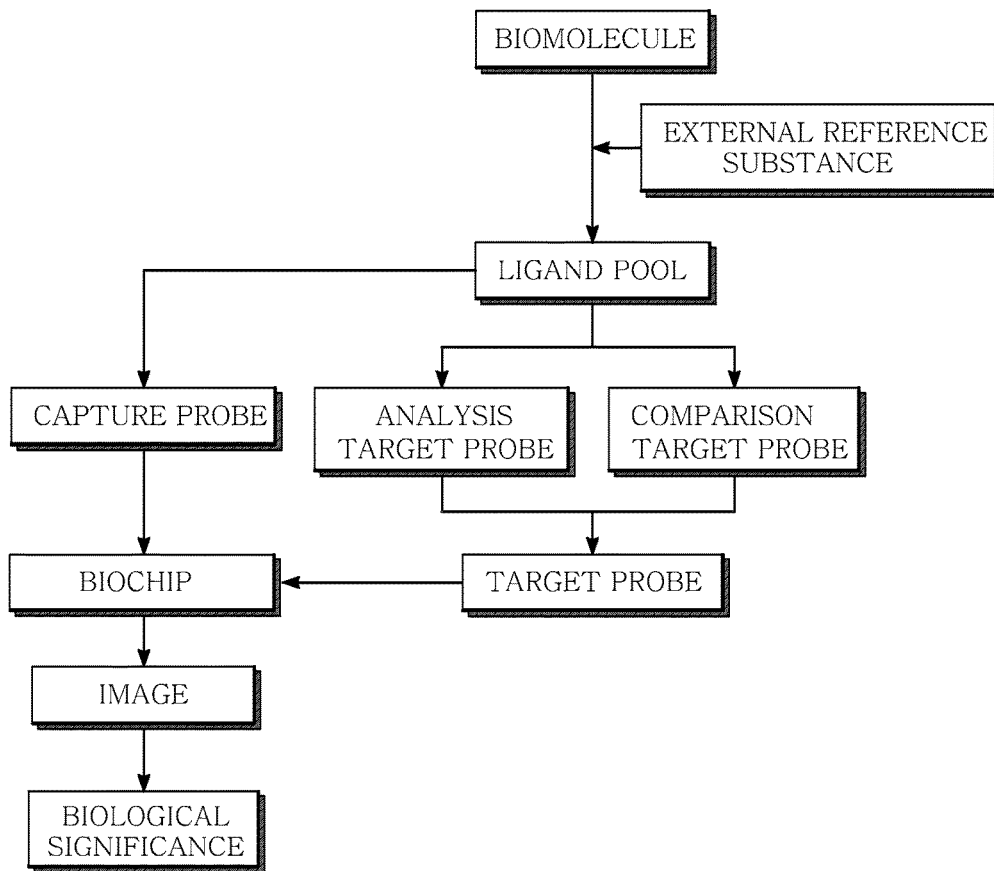 BIOMOLECULE
EXTERNAL REFERENCE
SUBSTANCE
LIGAND POOL
CAPTURE PROBE
ANALYSIS
TARGET PROBE
COMPARISON
TARGET PROBE
BIOCHIP
TARGET PROBE
IMAGE
BIOLOGICAL
SIGNIFICANCE